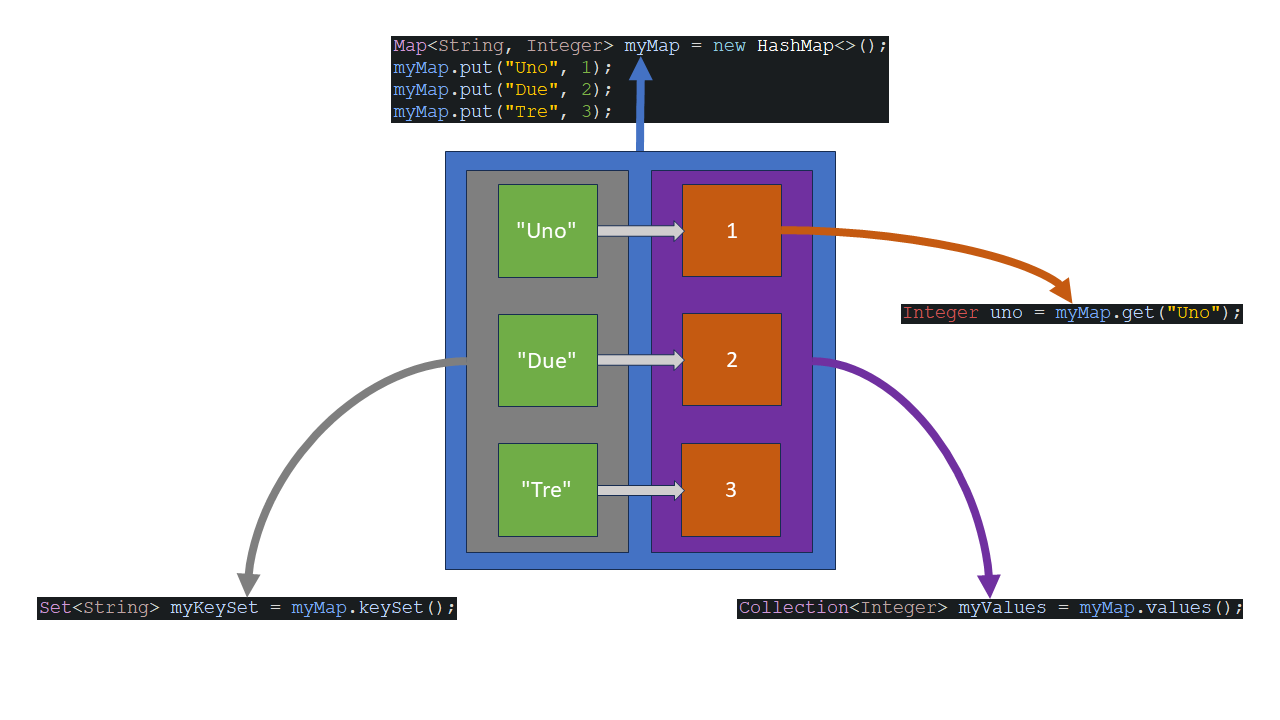 Map<String, Integer> myMap = new HashMap<>();
myMap.put("Uno", 1);
myMap.put("Due", 2);
myMap.put("Tre", 3);
"Uno"
1
Integer uno = myMap.get("Uno");
"Due"
2
"Tre"
3
Set<String> myKeySet = myMap.keySet();
Collection<Integer> myValues = myMap.values();